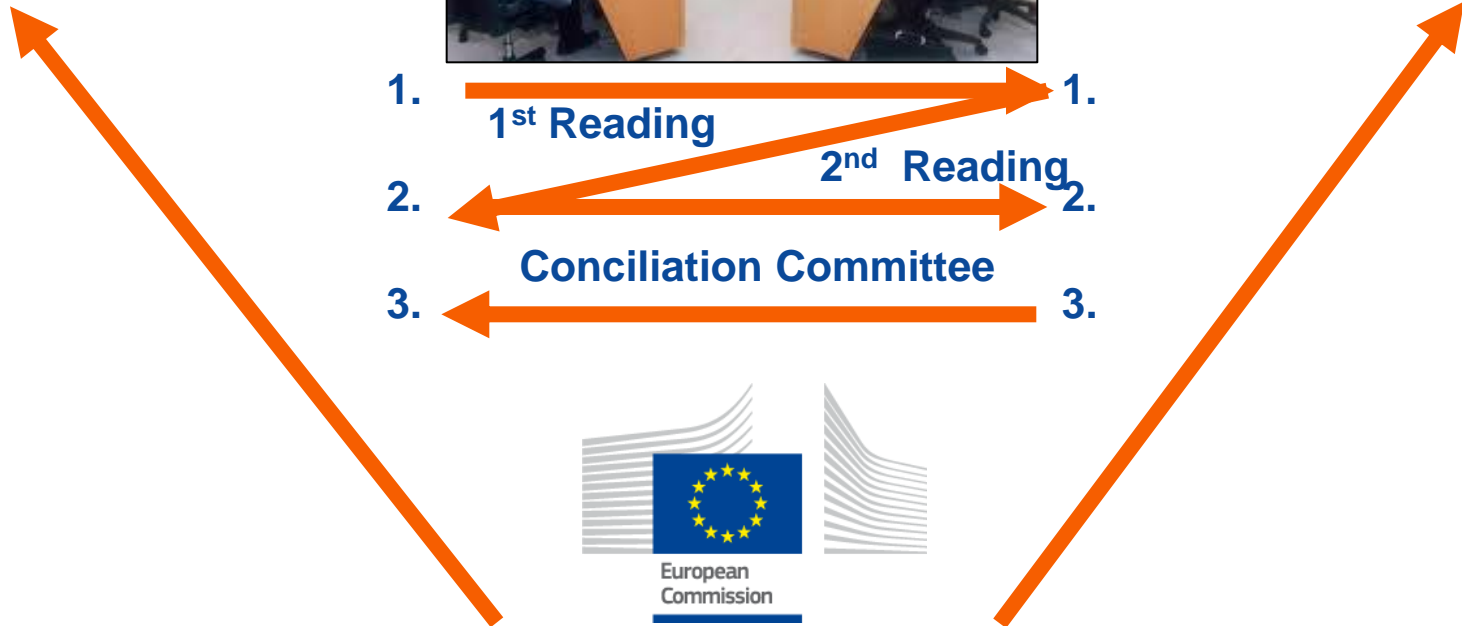 1.
1.
1st Reading
2nd Reading
2.
2.
Conciliation Committee
3.
3.
European
Commission